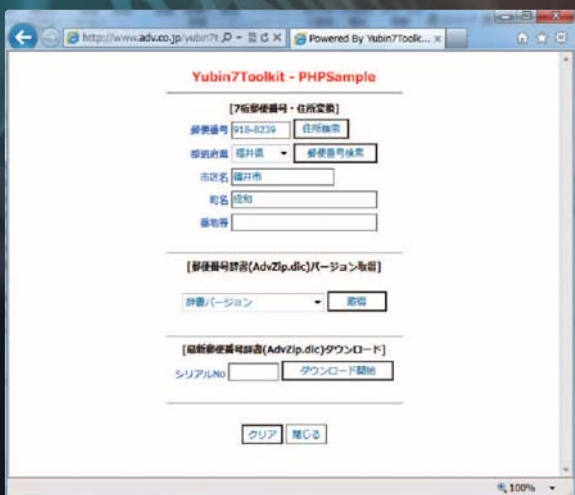 http://www.adv.co.jp/yubin7t
Powered By Yubin7Toolk...
Yubin7Toolkit - PHPSample
[7桁郵便番号・住所変換]
郵便番号 918-8239 住所検索
都道府県 福井県 郵便番号検索
市区名 福井市
町名 成和
番地等
[郵便番号辞書(AdvZip.dic)バージョン取得]
辞書バージョン 取得
[最新郵便番号辞書(AdvZip.dic)ダウンロード]
シリアルNo ダウンロード開始
クリア 閉じる
100%